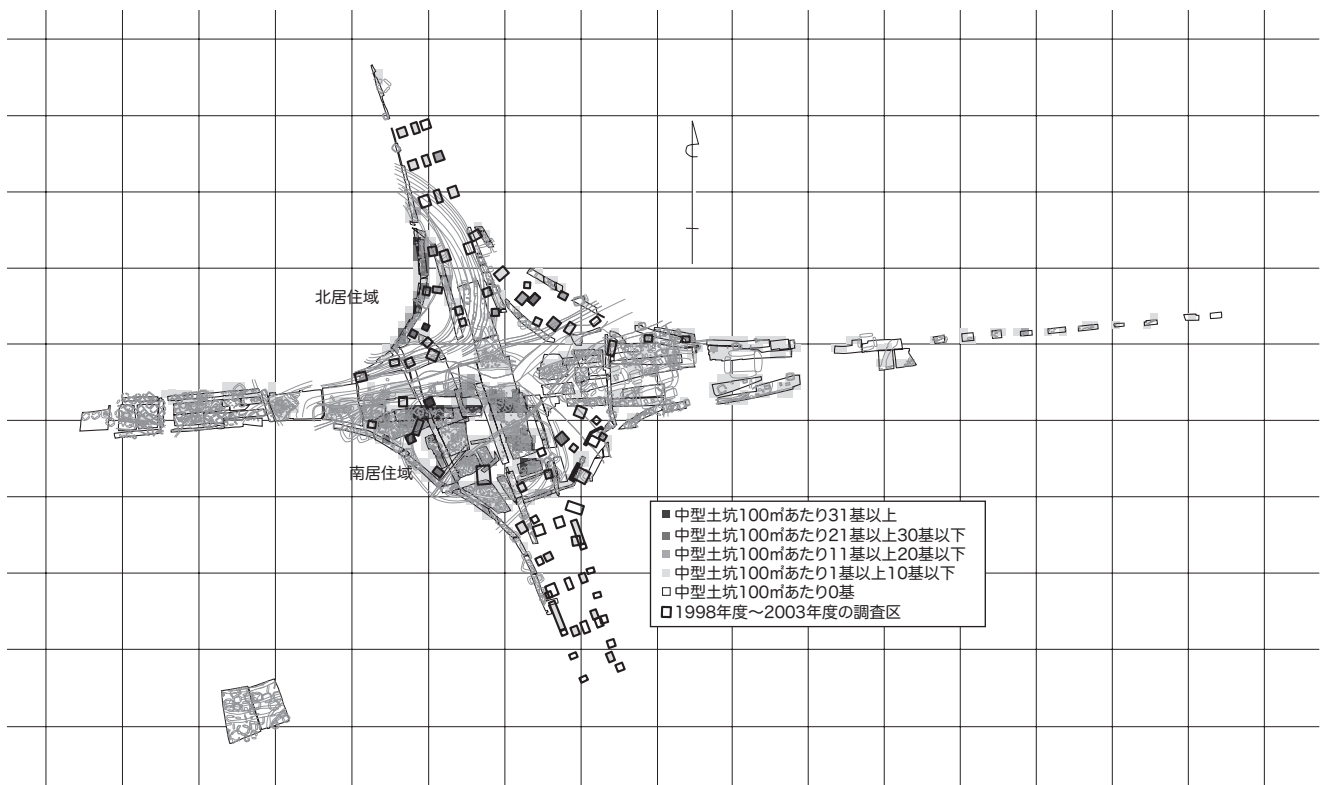 北居住域
南居住域
■中型土坑100㎡あたり31基以上
■中型土坑100㎡あたり21基以上30基以下
■中型土坑100㎡あたり11基以上20基以下
■中型土坑100㎡あたり1基以上10基以下
□中型土坑100㎡あたり0基
□1998年度～2003年度の調査区